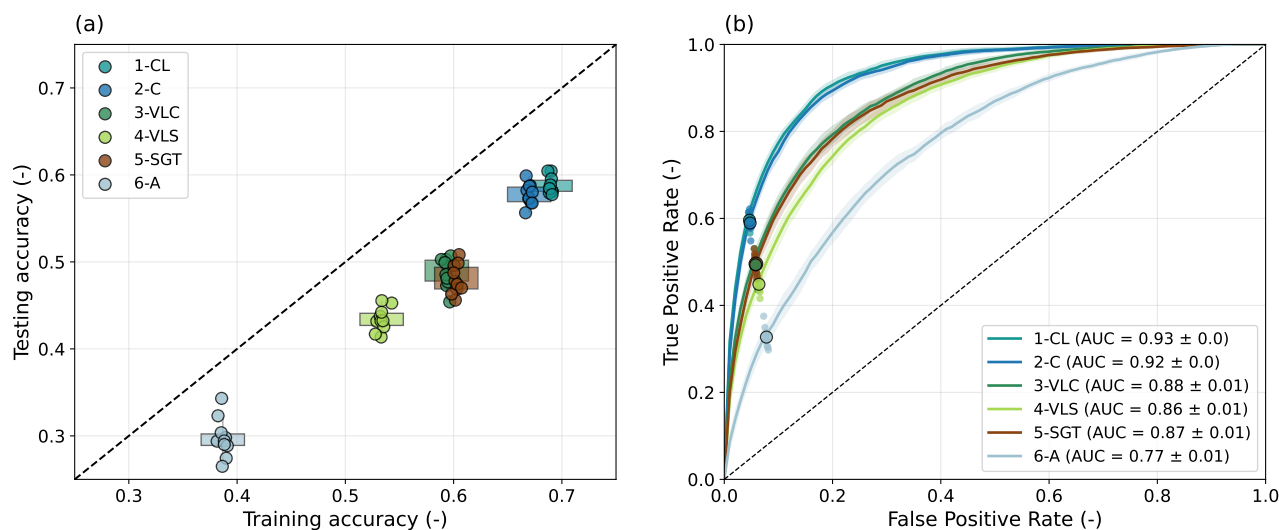 (a)
Testing accuracy (-)
0.7
0.6
0.5
0.4
0.3
1-CL
2-C
3-VLC
4-VLS
5-SGT
6-A
0.3 0.4 0.5 0.6 0.7
Training accuracy (-)
(b)
True Positive Rate (-)
1.0
0.8
0.6
0.4
0.2
0.0
1-CL (AUC = 0.93 ± 0.0)
2-C (AUC = 0.92 ± 0.0)
3-VLC (AUC = 0.88 ± 0.01)
4-VLS (AUC = 0.86 ± 0.01)
5-SGT (AUC = 0.87 ± 0.01)
6-A (AUC = 0.77 ± 0.01)
0.0 0.2 0.4 0.6 0.8 1.0
False Positive Rate (-)